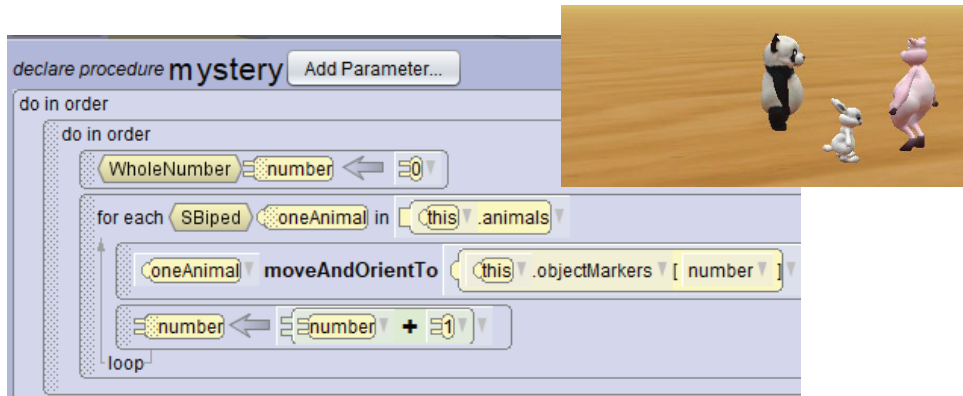 declare procedure mystery Add Parameter...
do in order
do in order
WholeNumber number 0
for each SBiped oneAnimal in this .animals
oneAnimal moveAndOrientTo this .objectMarkers [ number ]
number number + 1
loop